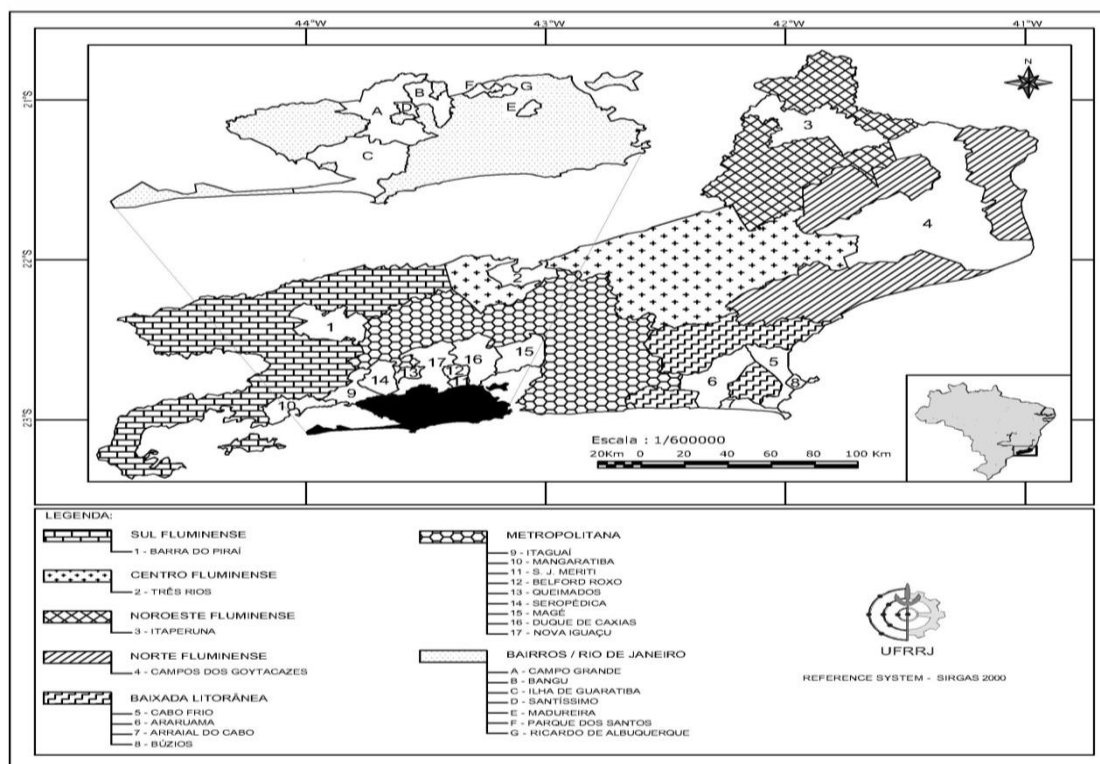 44°W
43°W
42°W
41°W
21°S
22°S
23°S
N
A
B
C
D
E
F
G
1
2
3
4
5
6
8
9
10
11
12
13
14
15
16
17
Escala : 1/600000
20Km 0 20 40 60 80 100 Km
LEGENDA:
SUL FLUMINENSE
1 - BARRA DO PIRAÍ
CENTRO FLUMINENSE
2 - TRÊS RIOS
NOROESTE FLUMINENSE
3 - ITAPERUNA
NORTE FLUMINENSE
4 - CAMPOS DOS GOYTACAZES
BAIXADA LITORÂNEA
5 - CABO FRIO
6 - ARARUAMA
7 - ARRAIAL DO CABO
8 - BÚZIOS
METROPOLITANA
9 - ITAGUAÍ
10 - MANGARATIBA
11 - S. J. MERITI
12 - BELFORD ROXO
13 - QUEIMADOS
14 - SEROPÉDICA
15 - MAGÉ
16 - DUQUE DE CAXIAS
17 - NOVA IGUAÇU
BAIRROS / RIO DE JANEIRO
A - CAMPO GRANDE
B - BANGU
C - ILHA DE GUARATIBA
D - SANTÍSSIMO
E - MADUREIRA
F - PARQUE DOS SANTOS
G - RICARDO DE ALBUQUERQUE
UFRRJ
REFERENCE SYSTEM - SIRGAS 2000